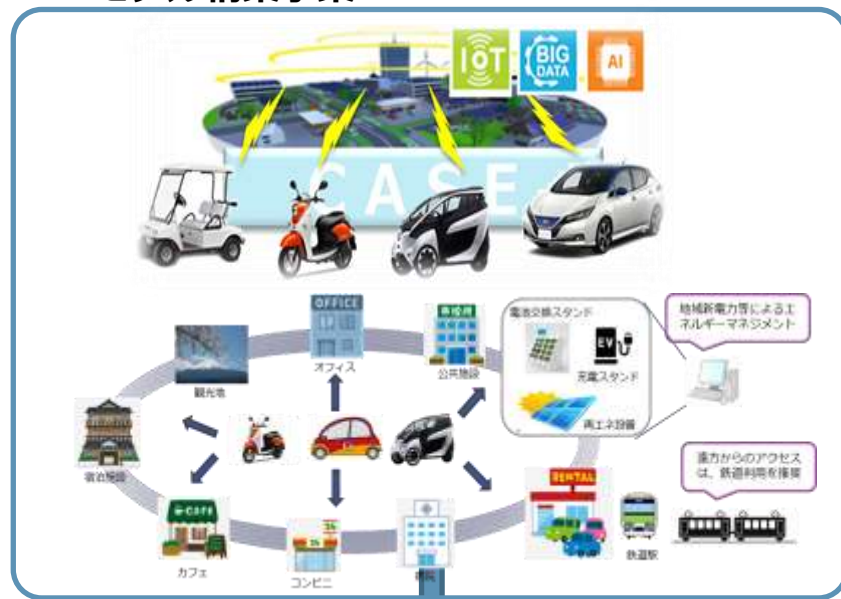 IoT
BIG
DATA
AI
CASE
OFFICE
オフィス
公共施設
電池交換スタンド
EV
充電スタンド
再エネ設備
地域新電力等によるエ
ネルギーマネジメント
観光地
宿泊施設
CAFE
カフェ
コンビニ
病院
RENTAL
鉄道駅
遠方からのアクセス
は、鉄道利用を推奨